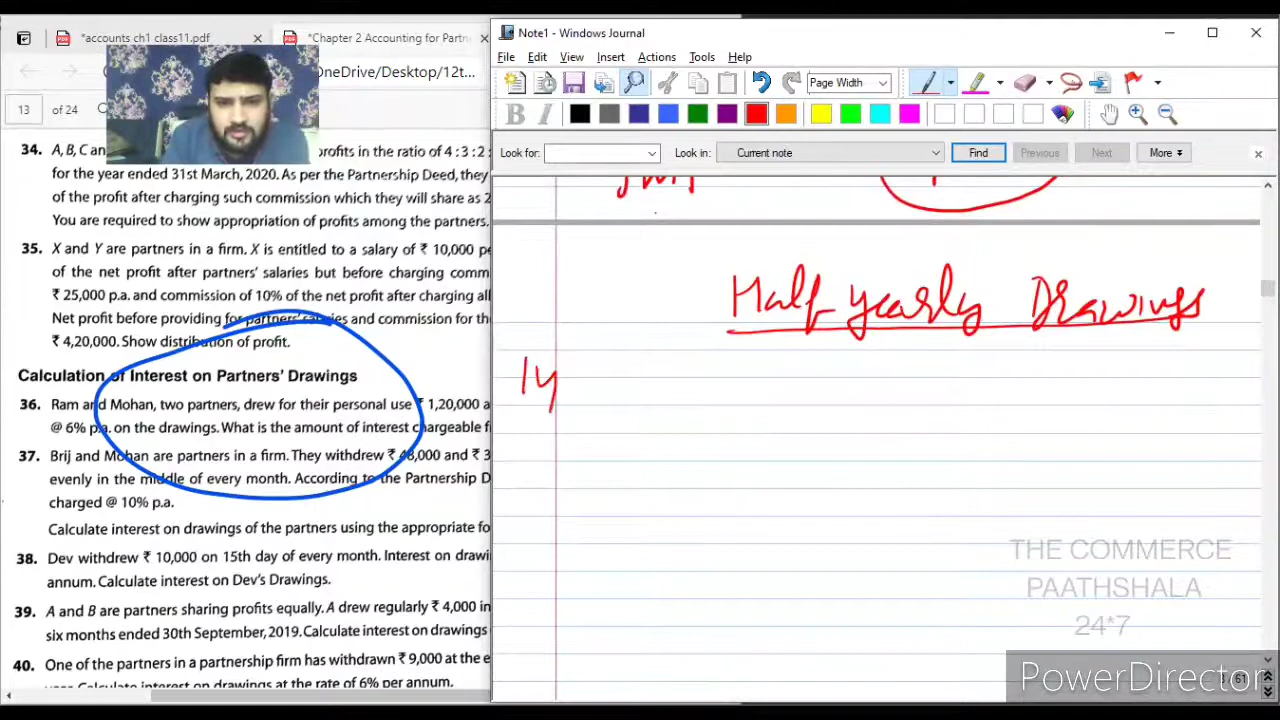 *accounts ch1 class11.pdf
*Chapter 2 Accounting for Partn
Note1 - Windows Journal
File Edit View Insert Actions Tools Help
OneDrive/Desktop/12t...
Page Width
13 of 24
B I
Look for: Look in: Current note Find Previous Next More
34. A, B, C an rofits in the ratio of 4 : 3 : 2 :
for the year ended 31st March, 2020. As per the Partnership Deed, they
of the profit after charging such commission which they will share as 2
You are required to show appropriation of profits among the partners.
35. X and Y are partners in a firm. X is entitled to a salary of ₹ 10,000 pe
of the net profit after partners' salaries but before charging comm
₹ 25,000 p.a. and commission of 10% of the net profit after charging all
Net profit before providing for partners' salaries and commission for the
₹ 4,20,000. Show distribution of profit.
Calculation of Interest on Partners' Drawings
36. Ram and Mohan, two partners, drew for their personal use ₹ 1,20,000 a
@ 6% p.a. on the drawings. What is the amount of interest chargeable f
37. Brij and Mohan are partners in a firm. They withdrew ₹ 48,000 and ₹ 3
evenly in the middle of every month. According to the Partnership D
charged @ 10% p.a.
Calculate interest on drawings of the partners using the appropriate fo
38. Dev withdrew ₹ 10,000 on 15th day of every month. Interest on drawi
annum. Calculate interest on Dev's Drawings.
39. A and B are partners sharing profits equally. A drew regularly ₹ 4,000 in
six months ended 30th September, 2019. Calculate interest on drawings
40. One of the partners in a partnership firm has withdrawn ₹ 9,000 at the e
year. Calculate interest on drawings at the rate of 6% per annum.
Half yearly Drawings
14
THE COMMERCE
PAATHSHALA
24*7
PowerDirector